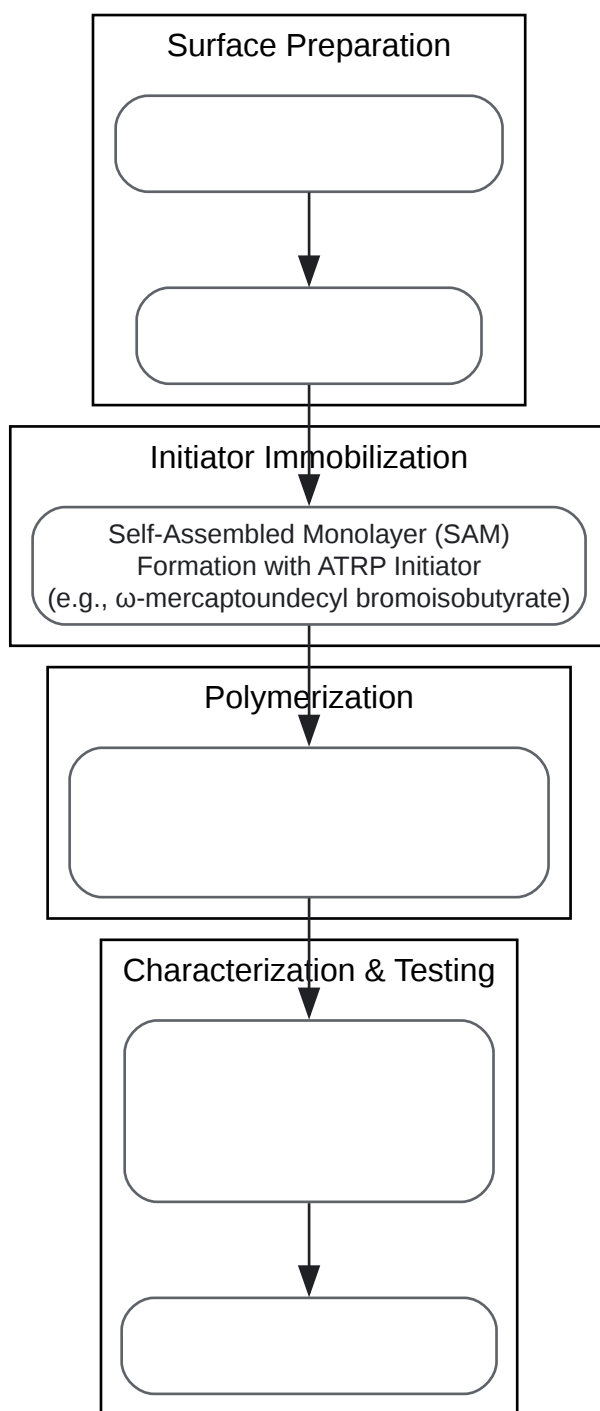 Surface Preparation
Initiator Immobilization
Self-Assembled Monolayer (SAM)
Formation with ATRP Initiator
(e.g., ω-mercaptoundecyl bromoisobutyrate)
Polymerization
Characterization & Testing